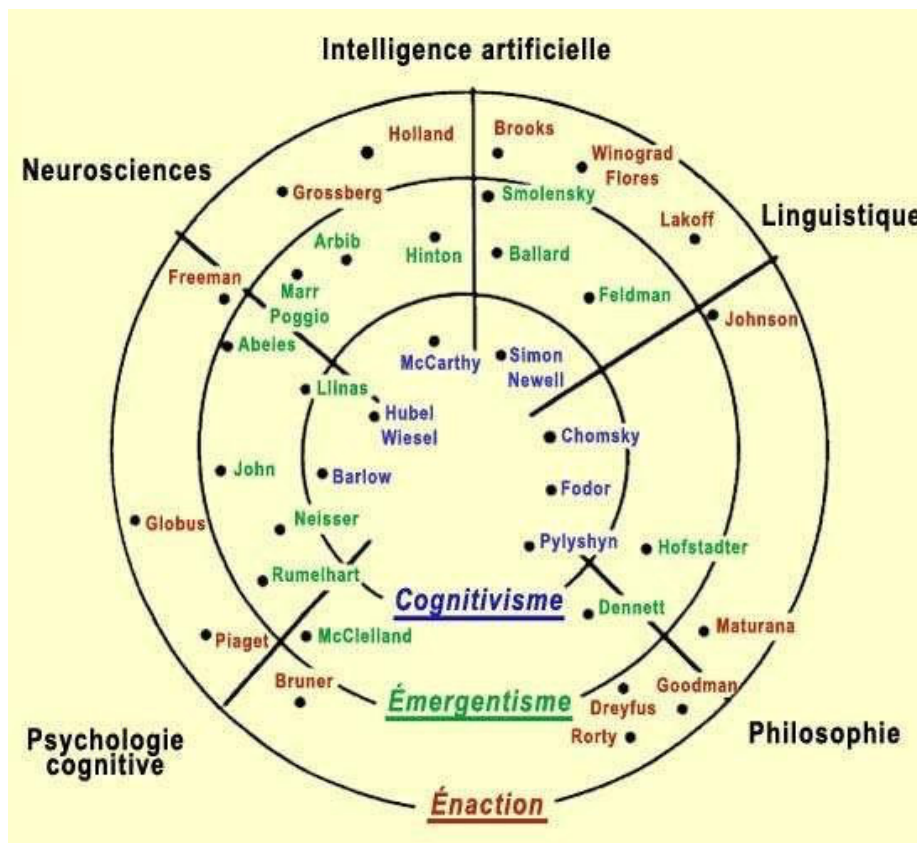 Intelligence artificielle
Holland
Brooks
Neurosciences
Winograd
Flores
Grossberg
Smolensky
Lakoff
Linguistique
Arbib
Hinton
Ballard
Freeman
Marr
Poggio
Feldman
Johnson
Abeles
McCarthy
Simon
Newell
Llinas
Hubel
Wiesel
Chomsky
John
Barlow
Fodor
Globus
Neisser
Pylyshyn
Hofstadter
Rumelhart
Cognitivisme
Dennett
Piaget
McClelland
Maturana
Bruner
Émergentisme
Goodman
Dreyfus
Rorty
Psychologie
cognitive
Philosophie
Énaction